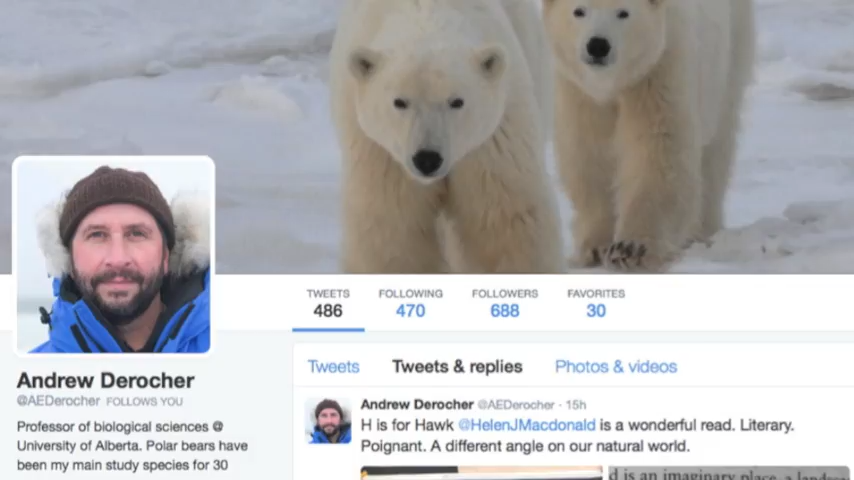 TWEETS FOLLOWING FOLLOWERS FAVORITES
486 470 688 30
Tweets Tweets & replies Photos & videos
Andrew Derocher
@AEDerocher FOLLOWS YOU
Professor of biological sciences @
University of Alberta. Polar bears have
been my main study species for 30
Andrew Derocher @AEDerocher · 15h
H is for Hawk @HelenJMacdonald is a wonderful read. Literary.
Poignant. A different angle on our natural world.
d is an imaginary place, a